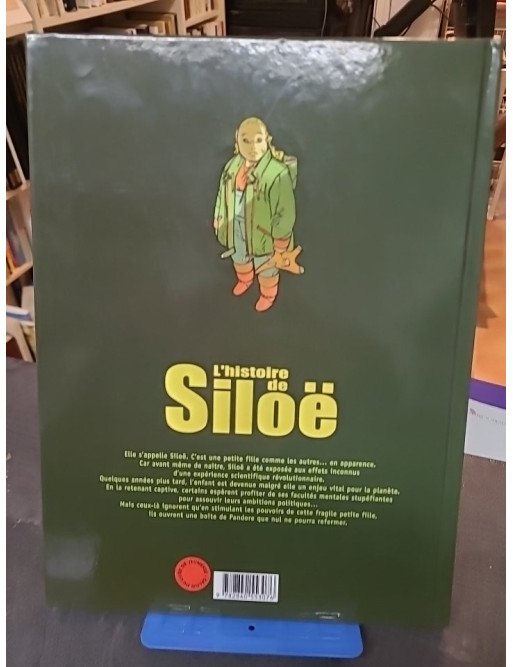 L'histoire
de
Siloë
Elle s'appelle Siloë. C'est une petite fille comme les autres... en apparence.
Car avant même de naître, Siloë a été exposée aux effets inconnus
d'une expérience scientifique révolutionnaire.
Quelques années plus tard, l'enfant est devenue malgré elle un enjeu vital pour la planète.
En la retenant captive, certains espèrent profiter de ses facultés mentales stupéfiantes
pour assouvir leurs ambitions politiques...
Mais ceux-là ignorent qu'en stimulant les pouvoirs de cette fragile petite fille,
ils ouvrent une boîte de Pandore que nul ne pourra refermer.
9 782840 553076